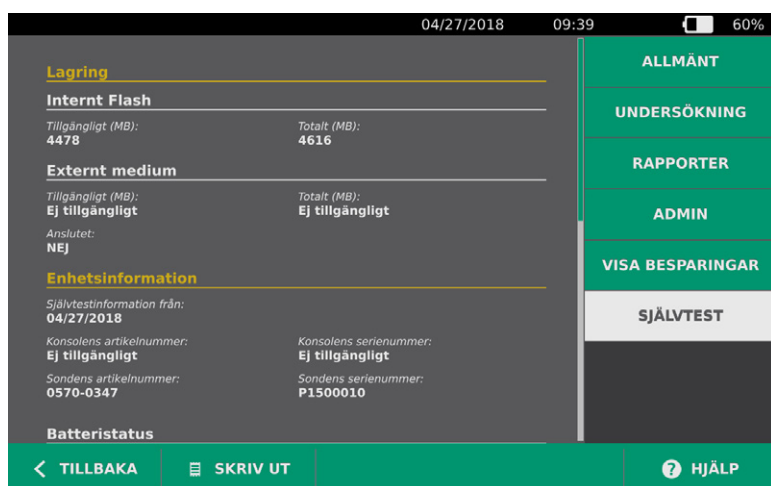 04/27/2018 09:39 60%
Lagring
Internt Flash
Tillgängligt (MB): Totalt (MB):
4478 4616
Externt medium
Tillgängligt (MB): Totalt (MB):
Ej tillgängligt Ej tillgängligt
Anslutet:
NEJ
Enhetsinformation
Självtestinformation från:
04/27/2018
Konsolens artikelnummer: Konsolens serienummer:
Ej tillgängligt Ej tillgängligt
Sondens artikelnummer: Sondens serienummer:
0570-0347 P1500010
Batteristatus
ALLMÄNT
UNDERSÖKNING
RAPPORTER
ADMIN
VISA BESPARINGAR
SJÄLVTEST
TILLBAKA SKRIV UT ? HJÄLP